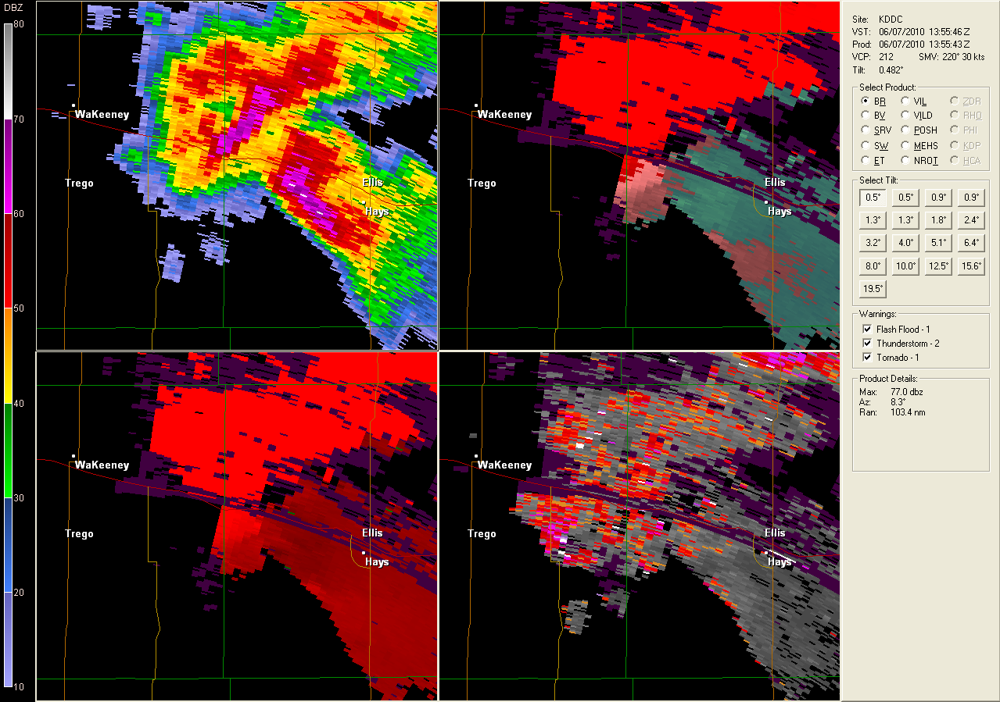 DBZ
80
70
60
50
40
30
20
10
WaKeeney
Trego
Ellis
Hays
WaKeeney
Trego
Ellis
Hays
WaKeeney
Trego
Ellis
Hays
WaKeeney
Trego
Ellis
Hays
Site: KDDC
VST: 06/07/2010 13:55:46 Z
Prod: 06/07/2010 13:55:43 Z
VCP: 212 SMV: 220° 30 kts
Tilt: 0.482°
Select Product:
BR VIL ZDR
BV VILD RHO
SRV POSH PHI
SW MEHS KDP
ET NROT HCA
Select Tilt:
0.5° 0.5° 0.9° 0.9°
1.3° 1.3° 1.8° 2.4°
3.2° 4.0° 5.1° 6.4°
8.0° 10.0° 12.5° 15.6°
19.5°
Warnings:
Flash Flood - 1
Thunderstorm - 2
Tornado - 1
Product Details:
Max: 77.0 dbz
Az: 8.3°
Ran: 103.4 nm